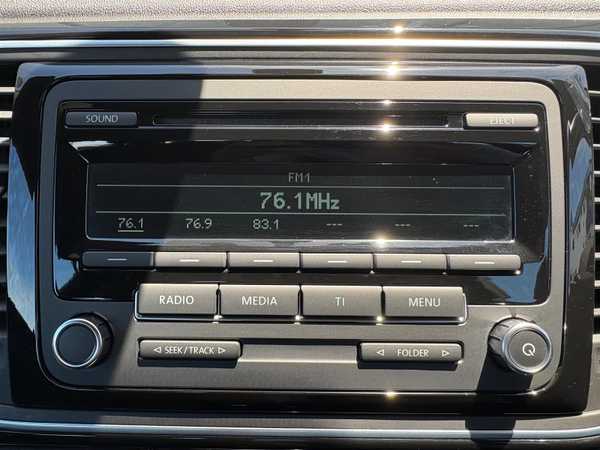 SOUND
EJECT
FM1
76.1MHz
76.1 76.9 83.1 --- --- ---
RADIO MEDIA TI MENU
◁ SEEK/TRACK ▷ ◁ FOLDER ▷